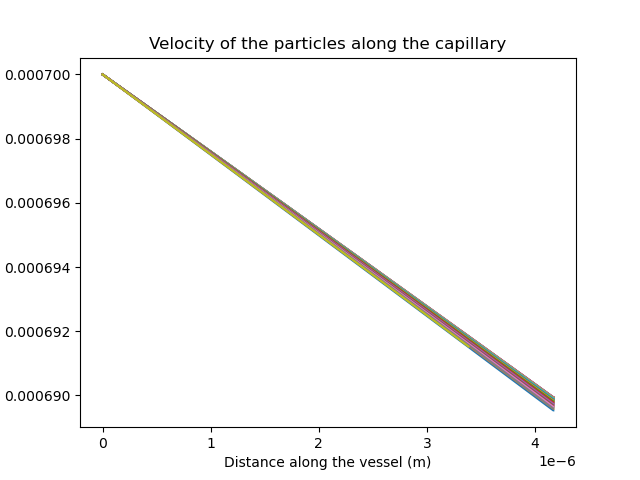 Velocity of the particles along the capillary
0.000700
0.000698
0.000696
0.000694
0.000692
0.000690
0 1 2 3 4
1e−6
Distance along the vessel (m)